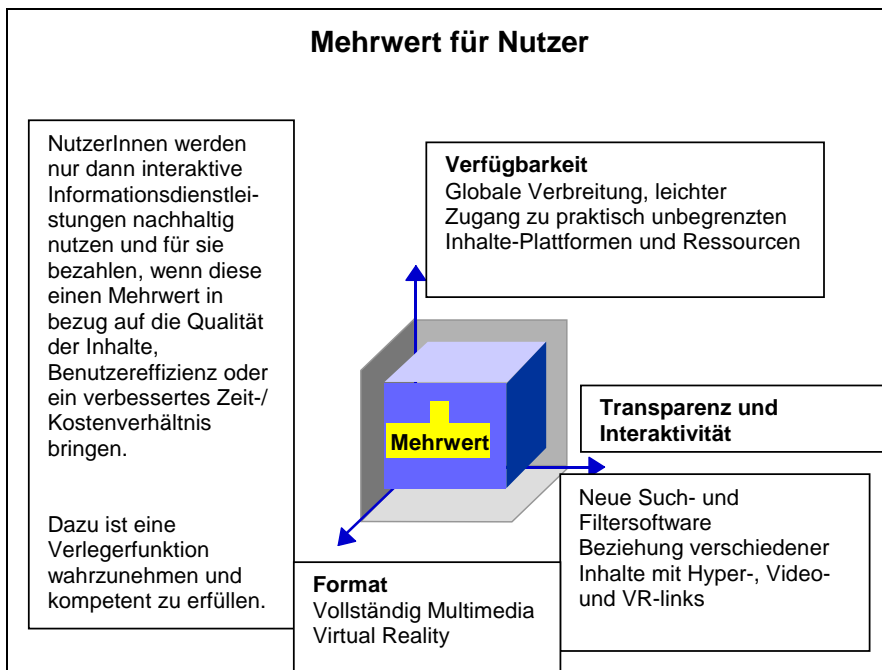 Mehrwert für Nutzer
NutzerInnen werden
nur dann interaktive
Informationsdienstlei-
stungen nachhaltig
nutzen und für sie
bezahlen, wenn diese
einen Mehrwert in
bezug auf die Qualität
der Inhalte,
Benutzereffizienz oder
ein verbessertes Zeit-/
Kostenverhältnis
bringen.
Dazu ist eine
Verlegerfunktion
wahrzunehmen und
kompetent zu erfüllen.
Verfügbarkeit
Globale Verbreitung, leichter
Zugang zu praktisch unbegrenzten
Inhalte-Plattformen und Ressourcen
Mehrwert
Transparenz und
Interaktivität
Neue Such- und
Filtersoftware
Beziehung verschiedener
Inhalte mit Hyper-, Video-
und VR-links
Format
Vollständig Multimedia
Virtual Reality